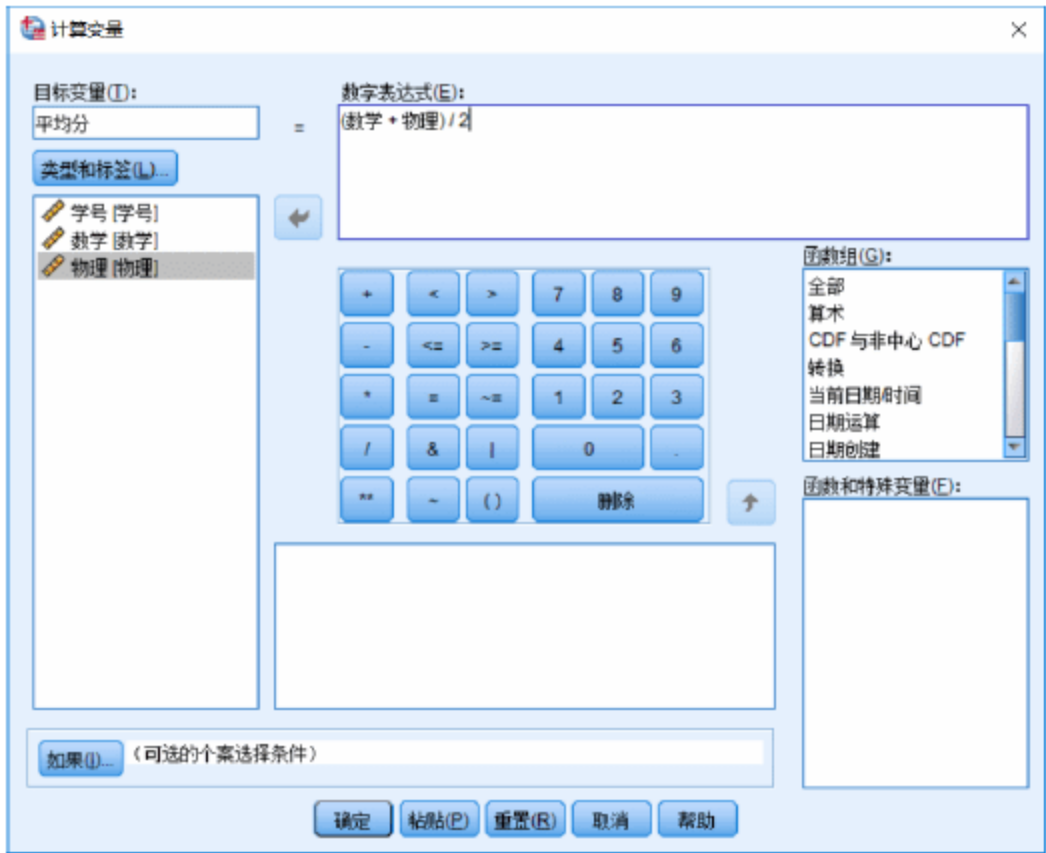 计算变量
目标变量(T):
平均分
=
数字表达式(E):
(数学 + 物理) / 2
类型和标签(L)...
学号 [学号]
数学 [数学]
物理 [物理]
+ < > 7 8 9
- <= >= 4 5 6
* = ~= 1 2 3
/ & | 0 .
** ~ ( ) 删除
函数组(G):
全部
算术
CDF 与非中心 CDF
转换
当前日期/时间
日期运算
日期创建
函数和特殊变量(F):
如果(I)...
(可选的个案选择条件)
确定 粘贴(P) 重置(R) 取消 帮助